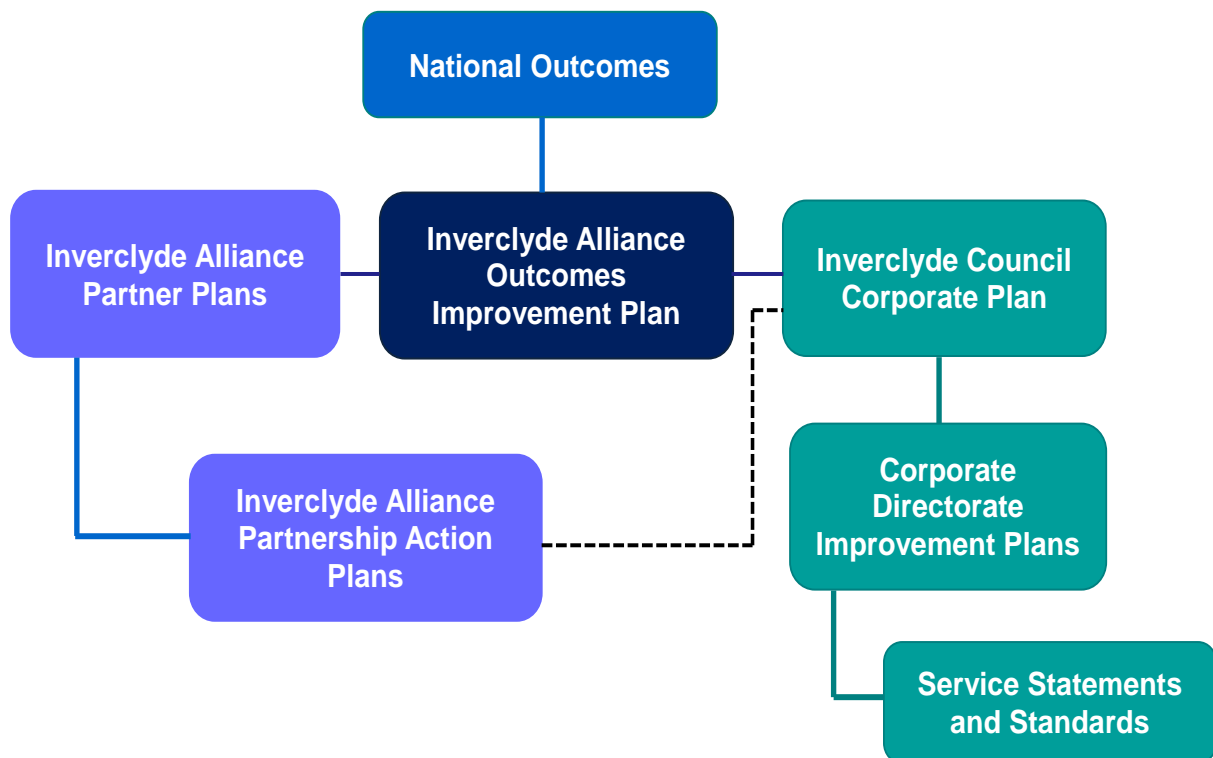 National Outcomes
Inverclyde Alliance
Partner Plans
Inverclyde Alliance
Outcomes
Improvement Plan
Inverclyde Council
Corporate Plan
Inverclyde Alliance
Partnership Action
Plans
Corporate
Directorate
Improvement Plans
Service Statements
and Standards